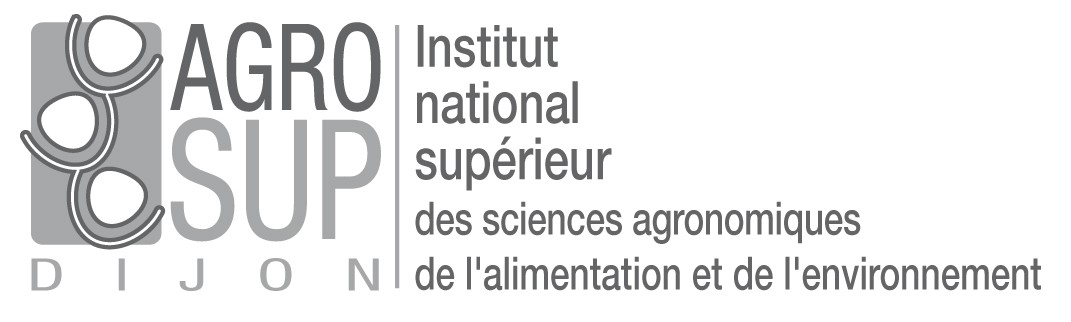 AGRO
SUP
DIJON
Institut
national
supérieur
des sciences agronomiques
de l'alimentation et de l'environnement